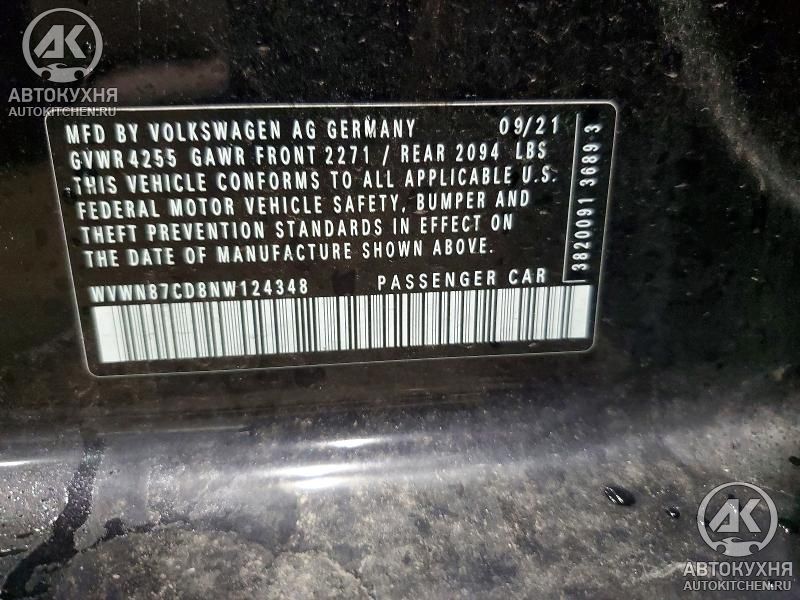 AK
АВТОКУХНЯ
AUTOKITCHEN.RU
MFD BY VOLKSWAGEN AG GERMANY 09/21
GVWR 4255 GAWR FRONT 2271 / REAR 2094 LBS
THIS VEHICLE CONFORMS TO ALL APPLICABLE U.S.
FEDERAL MOTOR VEHICLE SAFETY, BUMPER AND
THEFT PREVENTION STANDARDS IN EFFECT ON
THE DATE OF MANUFACTURE SHOWN ABOVE.
WVWN87CD8NW124348 PASSENGER CAR
3820091 3689 3
AK
АВТОКУХНЯ
AUTOKITCHEN.RU